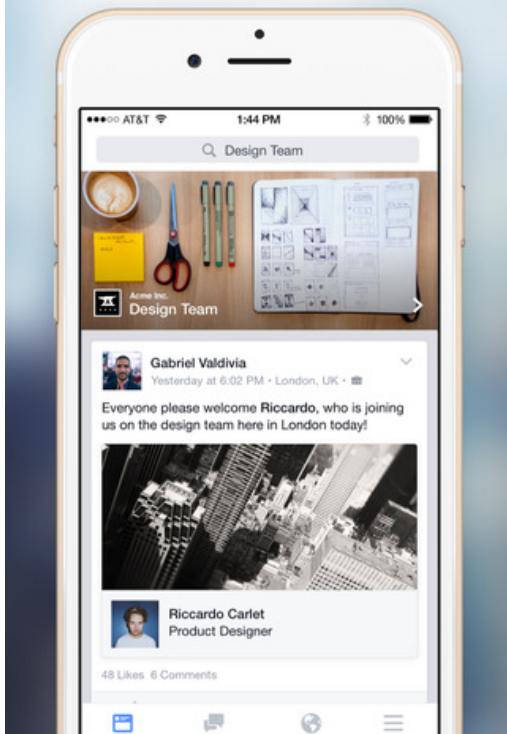 AT&T 1:44 PM 100%
Design Team
Acme Inc.
Design Team
Gabriel Valdivia
Yesterday at 6:02 PM • London, UK •
Everyone please welcome Riccardo, who is joining
us on the design team here in London today!
Riccardo Carlet
Product Designer
48 Likes 6 Comments